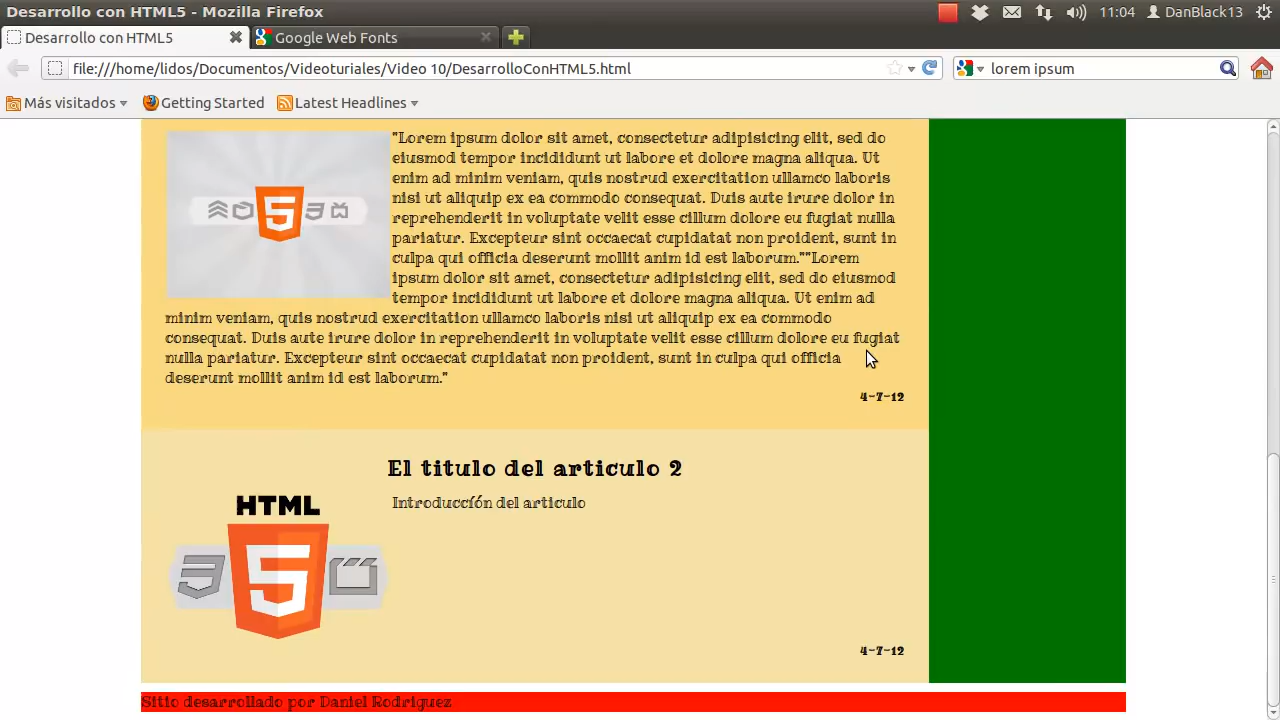 Desarrollo con HTML5 - Mozilla Firefox
11:04 DanBlack13
Desarrollo con HTML5
Google Web Fonts
file:///home/lidos/Documentos/Videoturiales/Video 10/DesarrolloConHTML5.html
lorem ipsum
Más visitados
Getting Started
Latest Headlines
"Lorem ipsum dolor sit amet, consectetur adipisicing elit, sed do
eiusmod tempor incididunt ut labore et dolore magna aliqua. Ut
enim ad minim veniam, quis nostrud exercitation ullamco laboris
nisi ut aliquip ex ea commodo consequat. Duis aute irure dolor in
reprehenderit in voluptate velit esse cillum dolore eu fugiat nulla
pariatur. Excepteur sint occaecat cupidatat non proident, sunt in
culpa qui officia deserunt mollit anim id est laborum.""Lorem
ipsum dolor sit amet, consectetur adipisicing elit, sed do eiusmod
tempor incididunt ut labore et dolore magna aliqua. Ut enim ad
minim veniam, quis nostrud exercitation ullamco laboris nisi ut aliquip ex ea commodo
consequat. Duis aute irure dolor in reprehenderit in voluptate velit esse cillum dolore eu fugiat
nulla pariatur. Excepteur sint occaecat cupidatat non proident, sunt in culpa qui officia
deserunt mollit anim id est laborum."
4-7-12
El titulo del articulo 2
Introduccíón del articulo
HTML
5
4-7-12
Sitio desarrollado por Daniel Rodriguez